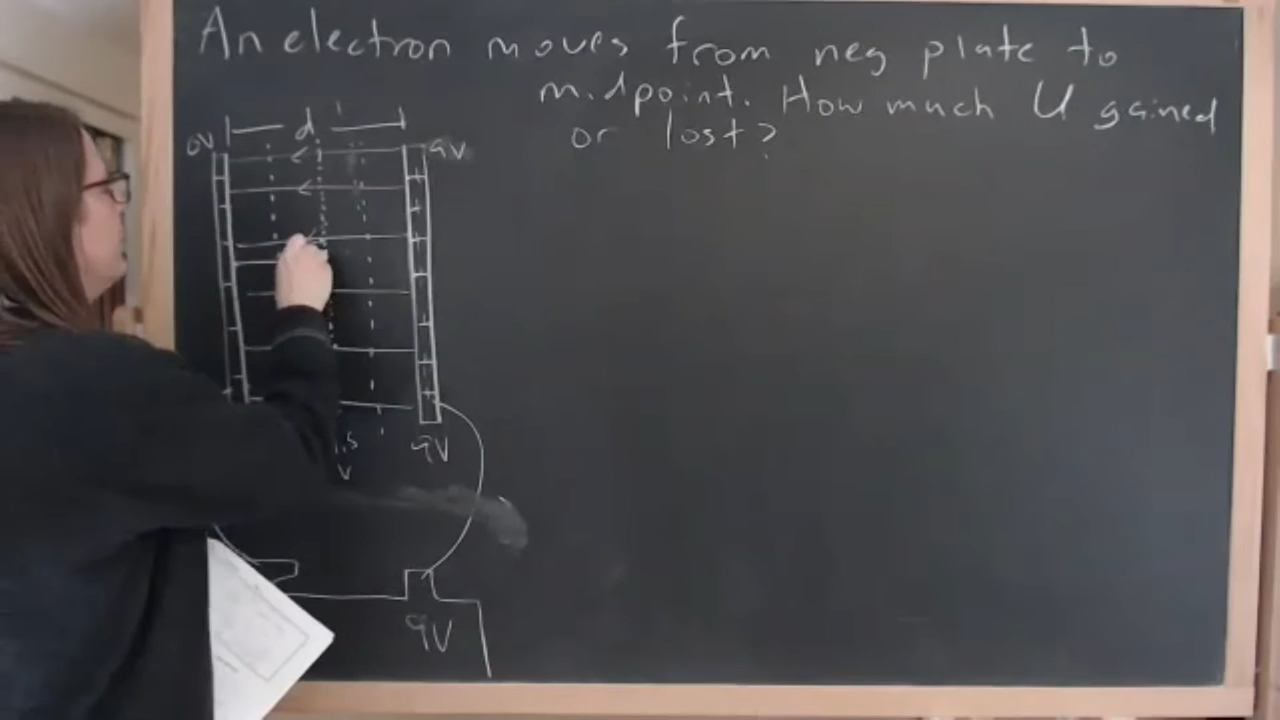 An electron moves from neg plate to
midpoint. How much U gained
or lost?
d
0V
9V
9V
V
9V